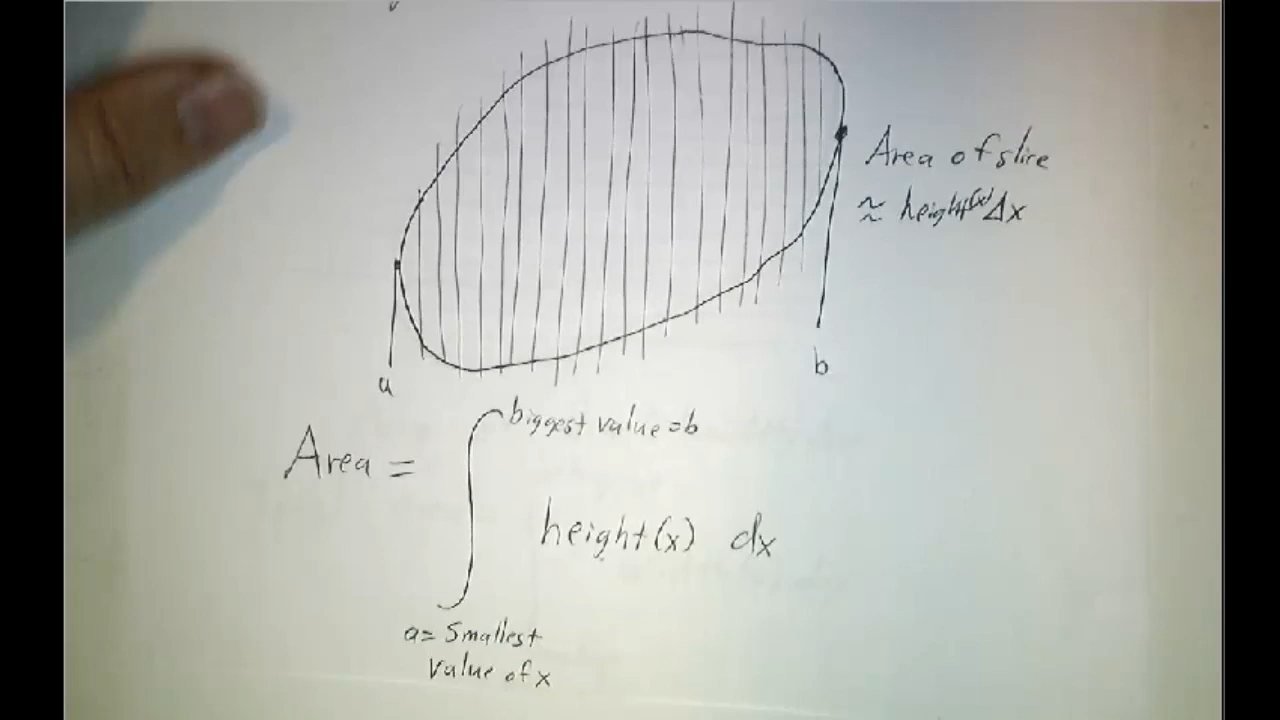 Area of slice
≈ height(x) Δx
a
b
Area =
∫
biggest value = b
height(x) dx
a = Smallest
value of x